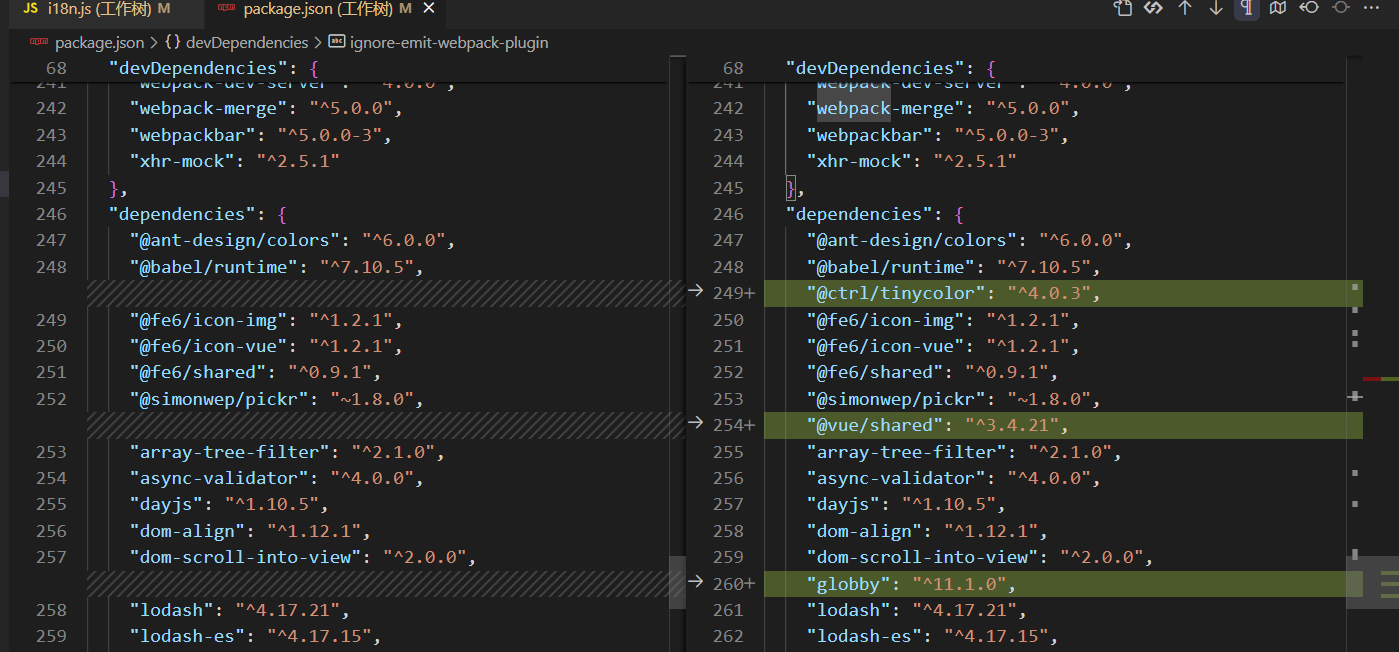 JS i18n.js (工作树) M
package.json (工作树) M
package.json > {} devDependencies > abc ignore-emit-webpack-plugin
68 "devDependencies": {
241 "webpack-dev-server": "^4.0.0",
242 "webpack-merge": "^5.0.0",
243 "webpackbar": "^5.0.0-3",
244 "xhr-mock": "^2.5.1"
245 },
246 "dependencies": {
247 "@ant-design/colors": "^6.0.0",
248 "@babel/runtime": "^7.10.5",
249 "@fe6/icon-img": "^1.2.1",
250 "@fe6/icon-vue": "^1.2.1",
251 "@fe6/shared": "^0.9.1",
252 "@simonwep/pickr": "~1.8.0",
253 "array-tree-filter": "^2.1.0",
254 "async-validator": "^4.0.0",
255 "dayjs": "^1.10.5",
256 "dom-align": "^1.12.1",
257 "dom-scroll-into-view": "^2.0.0",
258 "lodash": "^4.17.21",
259 "lodash-es": "^4.17.15",
68 "devDependencies": {
241 "webpack-dev-server": "^4.0.0",
242 "webpack-merge": "^5.0.0",
243 "webpackbar": "^5.0.0-3",
244 "xhr-mock": "^2.5.1"
245 },
246 "dependencies": {
247 "@ant-design/colors": "^6.0.0",
248 "@babel/runtime": "^7.10.5",
249+ "@ctrl/tinycolor": "^4.0.3",
250 "@fe6/icon-img": "^1.2.1",
251 "@fe6/icon-vue": "^1.2.1",
252 "@fe6/shared": "^0.9.1",
253 "@simonwep/pickr": "~1.8.0",
254+ "@vue/shared": "^3.4.21",
255 "array-tree-filter": "^2.1.0",
256 "async-validator": "^4.0.0",
257 "dayjs": "^1.10.5",
258 "dom-align": "^1.12.1",
259 "dom-scroll-into-view": "^2.0.0",
260+ "globby": "^11.1.0",
261 "lodash": "^4.17.21",
262 "lodash-es": "^4.17.15",